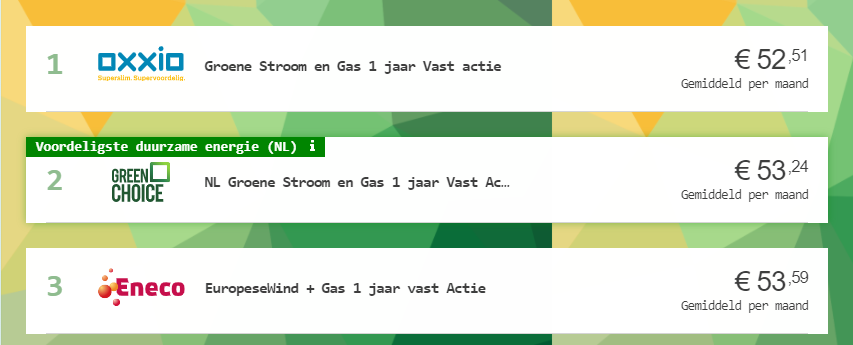 1
oxxio
Superslim. Supervoordelig.
Groene Stroom en Gas 1 jaar Vast actie
€ 52,51
Gemiddeld per maand
Voordeligste duurzame energie (NL) i
2
GREEN
CHOICE
NL Groene Stroom en Gas 1 jaar Vast Ac…
€ 53,24
Gemiddeld per maand
3
Eneco
EuropeseWind + Gas 1 jaar vast Actie
€ 53,59
Gemiddeld per maand